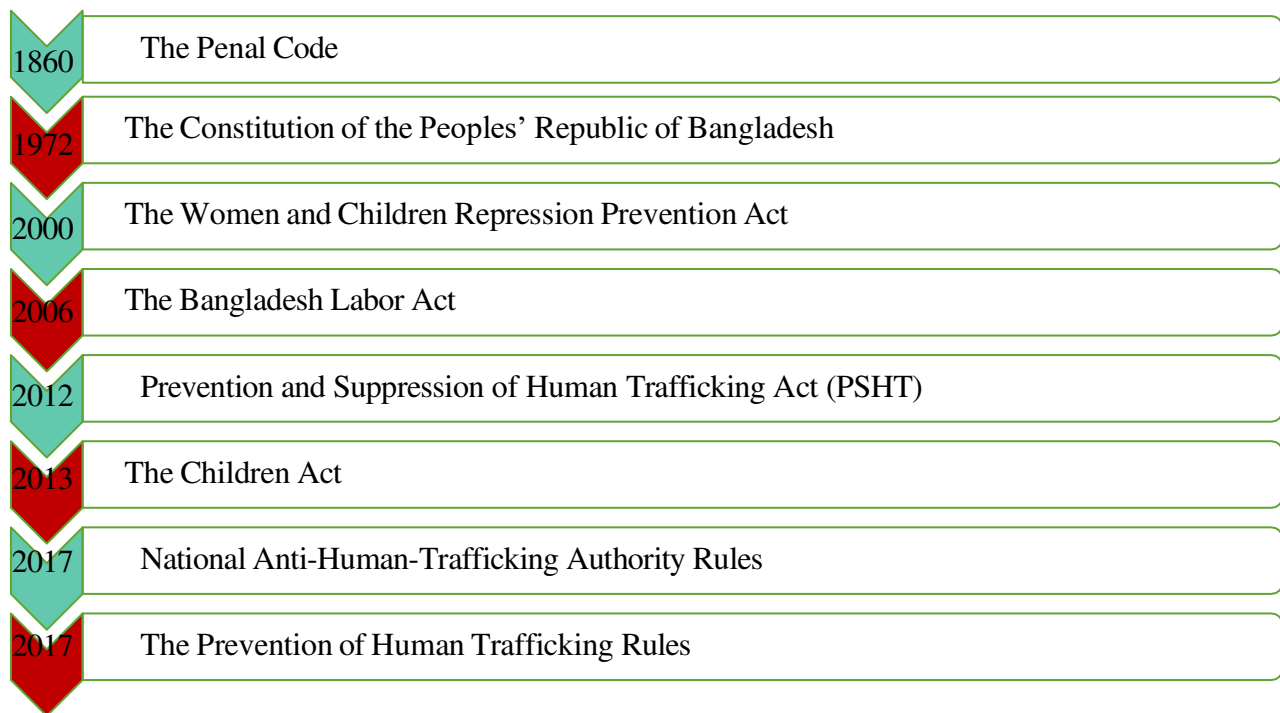 1860 The Penal Code
1972 The Constitution of the Peoples’ Republic of Bangladesh
2000 The Women and Children Repression Prevention Act
2006 The Bangladesh Labor Act
2012 Prevention and Suppression of Human Trafficking Act (PSHT)
2013 The Children Act
2017 National Anti-Human-Trafficking Authority Rules
2017 The Prevention of Human Trafficking Rules